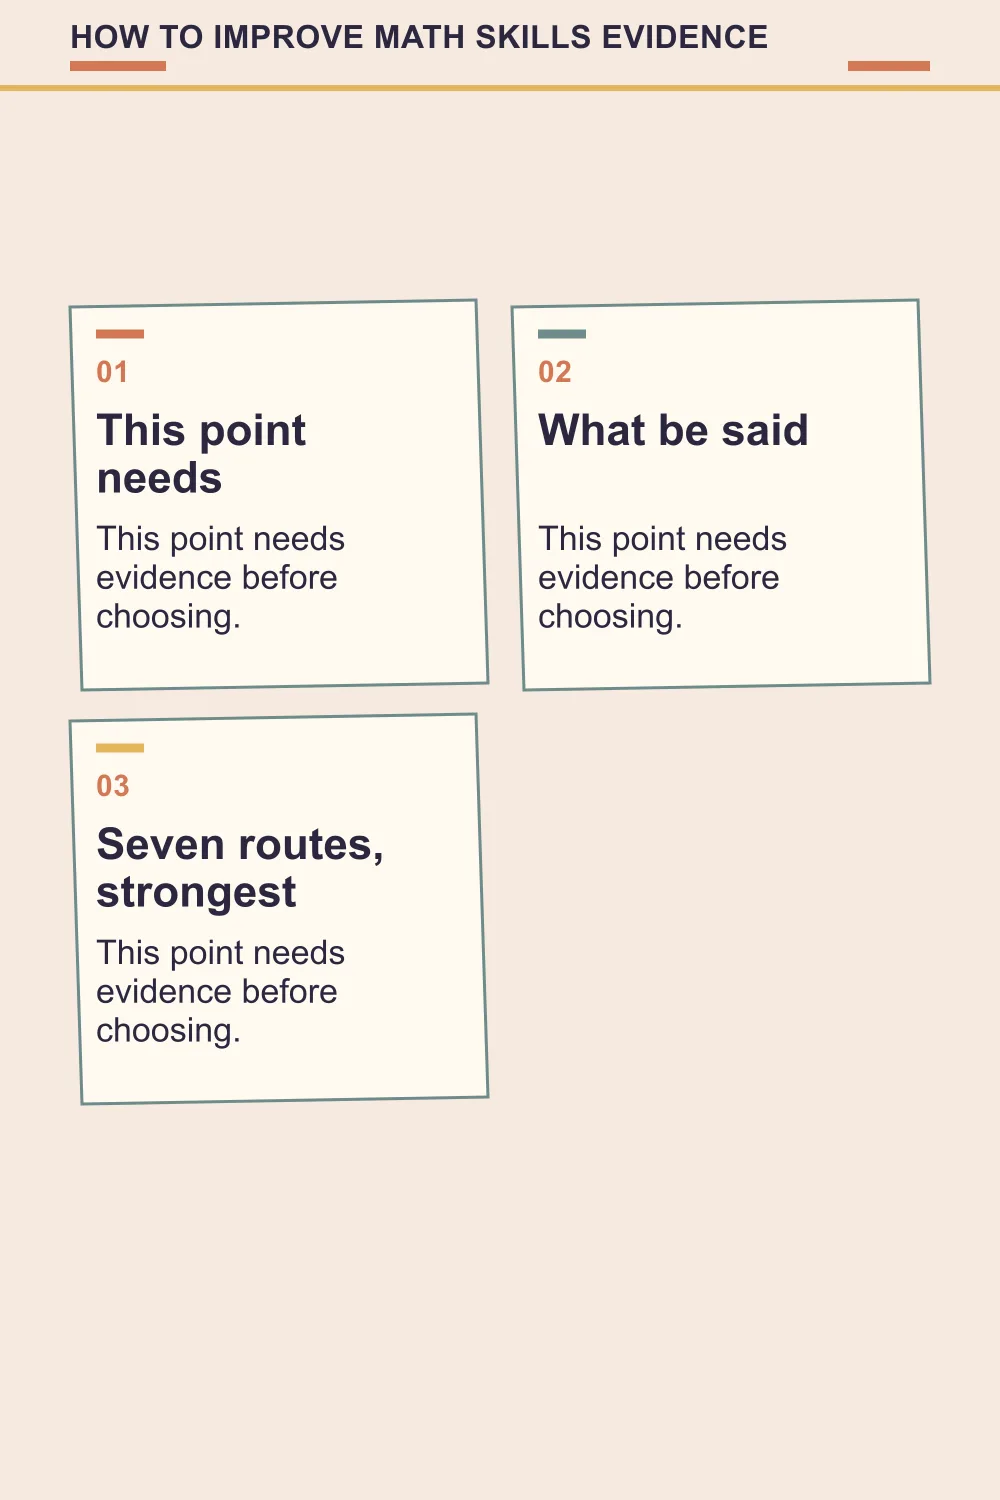 HOW TO IMPROVE MATH SKILLS EVIDENCE
01
This point
needs
This point needs
evidence before
choosing.
02
What be said
This point needs
evidence before
choosing.
03
Seven routes,
strongest
This point needs
evidence before
choosing.